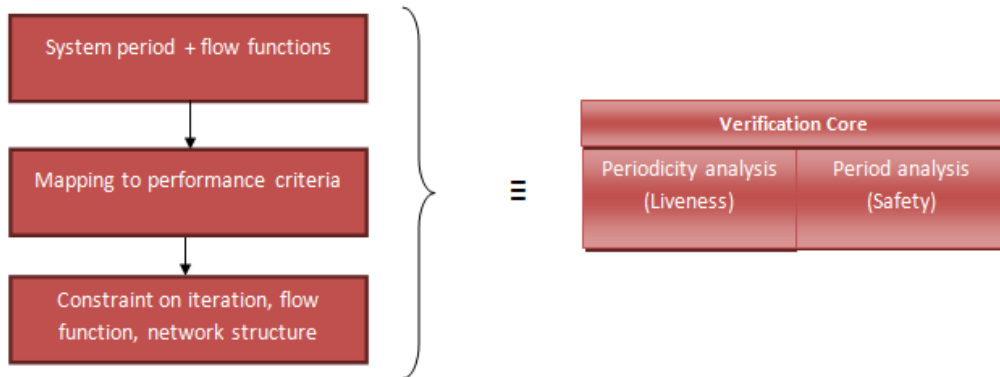 System period + flow functions
Mapping to performance criteria
Constraint on iteration, flow
function, network structure
≡
Verification Core
Periodicity analysis
(Liveness)
Period analysis
(Safety)